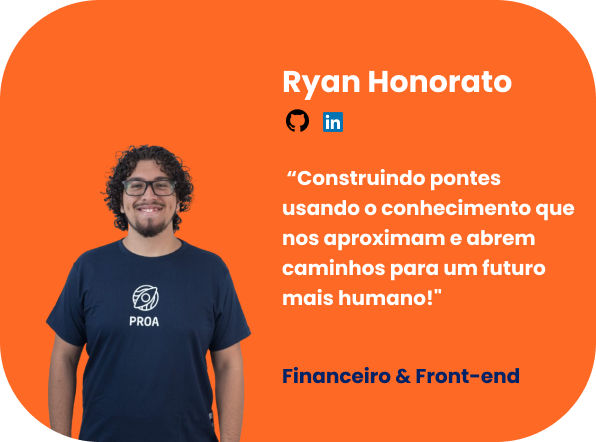 Ryan Honorato
in
“Construindo pontes
usando o conhecimento que
nos aproximam e abrem
caminhos para um futuro
mais humano!"
PROA
Financeiro & Front-end